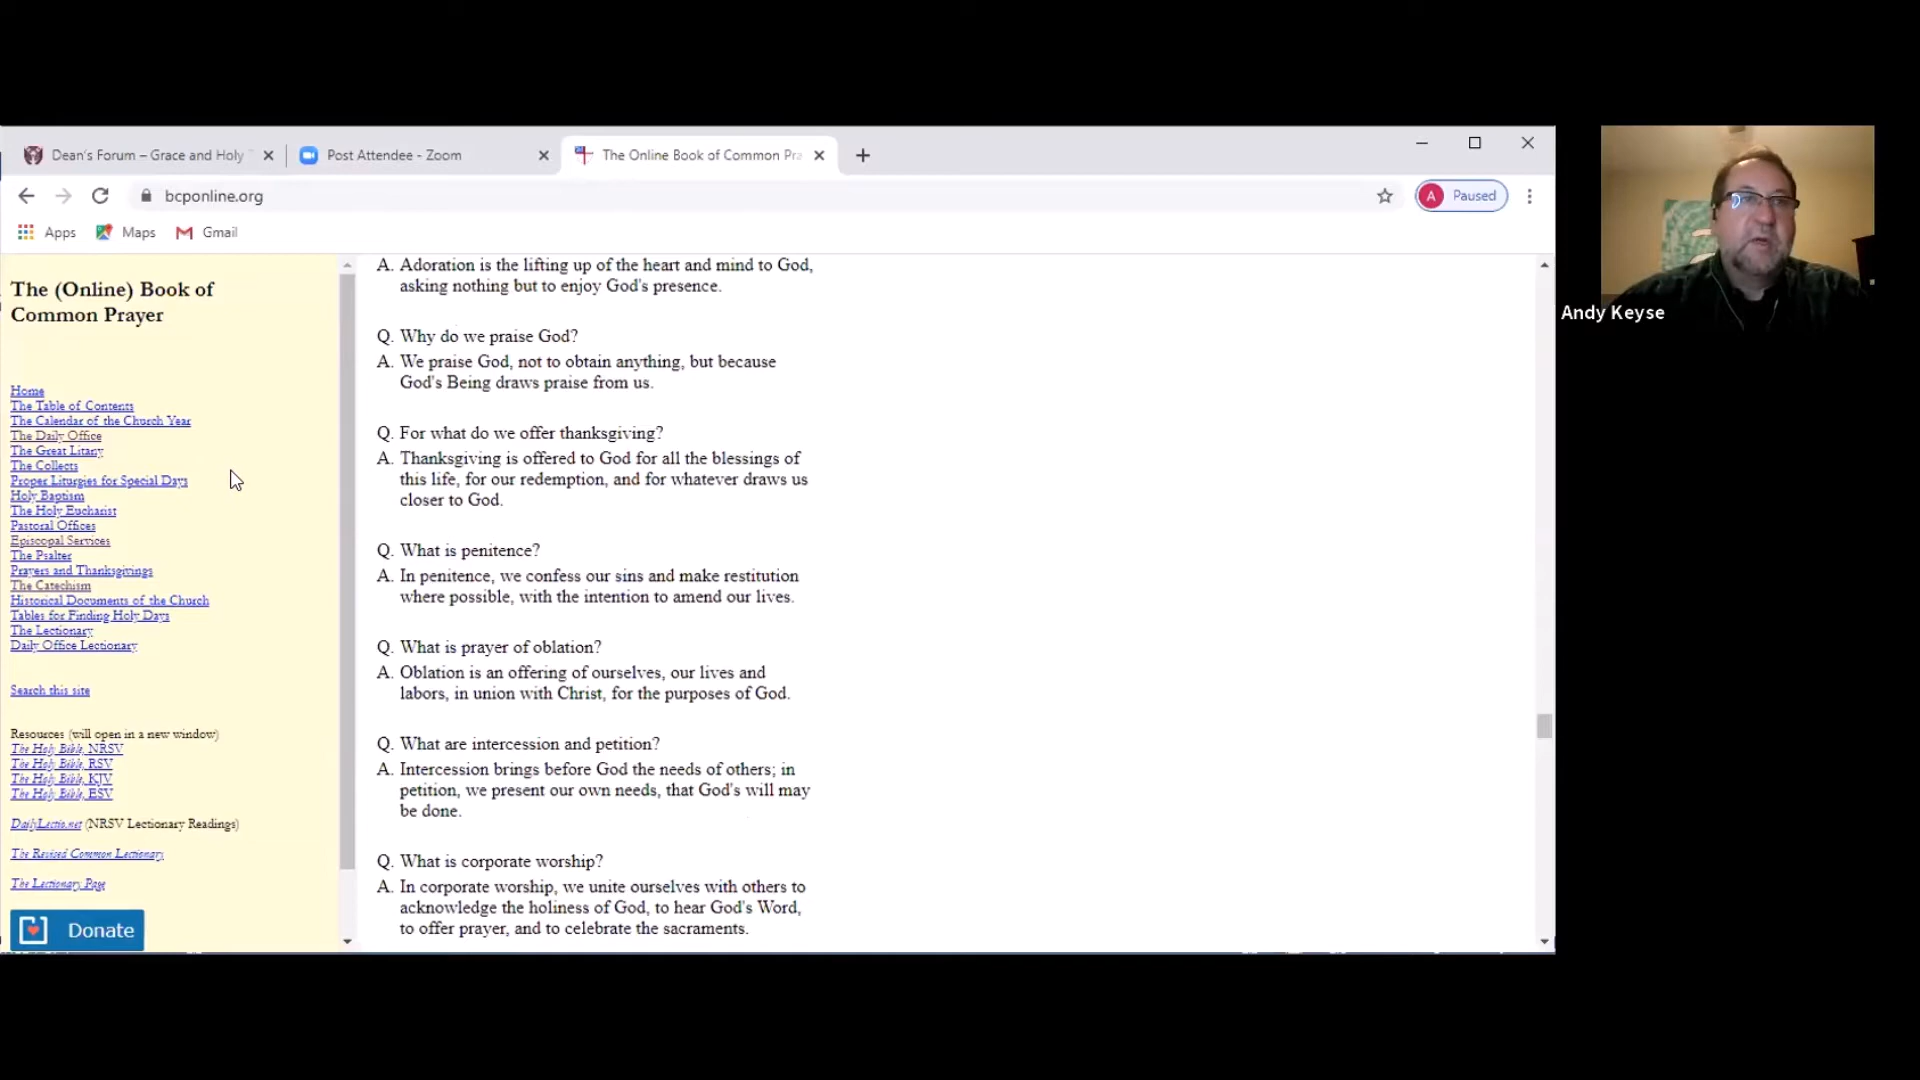 Dean's Forum – Grace and Holy
Post Attendee - Zoom
The Online Book of Common Pra
bcponline.org
A
Paused
Apps
Maps
Gmail
The (Online) Book of
Common Prayer
Home
The Table of Contents
The Calendar of the Church Year
The Daily Office
The Great Litany
The Collects
Proper Liturgies for Special Days
Holy Baptism
The Holy Eucharist
Pastoral Offices
Episcopal Services
The Psalter
Prayers and Thanksgivings
The Catechism
Historical Documents of the Church
Tables for Finding Holy Days
The Lectionary
Daily Office Lectionary
Search this site
Resources (will open in a new window)
The Holy Bible, NRSV
The Holy Bible, RSV
The Holy Bible, KJV
The Holy Bible, ESV
DailyLectio.net (NRSV Lectionary Readings)
The Revised Common Lectionary
The Lectionary Page
Donate
A. Adoration is the lifting up of the heart and mind to God,
asking nothing but to enjoy God's presence.
Q. Why do we praise God?
A. We praise God, not to obtain anything, but because
God's Being draws praise from us.
Q. For what do we offer thanksgiving?
A. Thanksgiving is offered to God for all the blessings of
this life, for our redemption, and for whatever draws us
closer to God.
Q. What is penitence?
A. In penitence, we confess our sins and make restitution
where possible, with the intention to amend our lives.
Q. What is prayer of oblation?
A. Oblation is an offering of ourselves, our lives and
labors, in union with Christ, for the purposes of God.
Q. What are intercession and petition?
A. Intercession brings before God the needs of others; in
petition, we present our own needs, that God's will may
be done.
Q. What is corporate worship?
A. In corporate worship, we unite ourselves with others to
acknowledge the holiness of God, to hear God's Word,
to offer prayer, and to celebrate the sacraments.
Andy Keyse